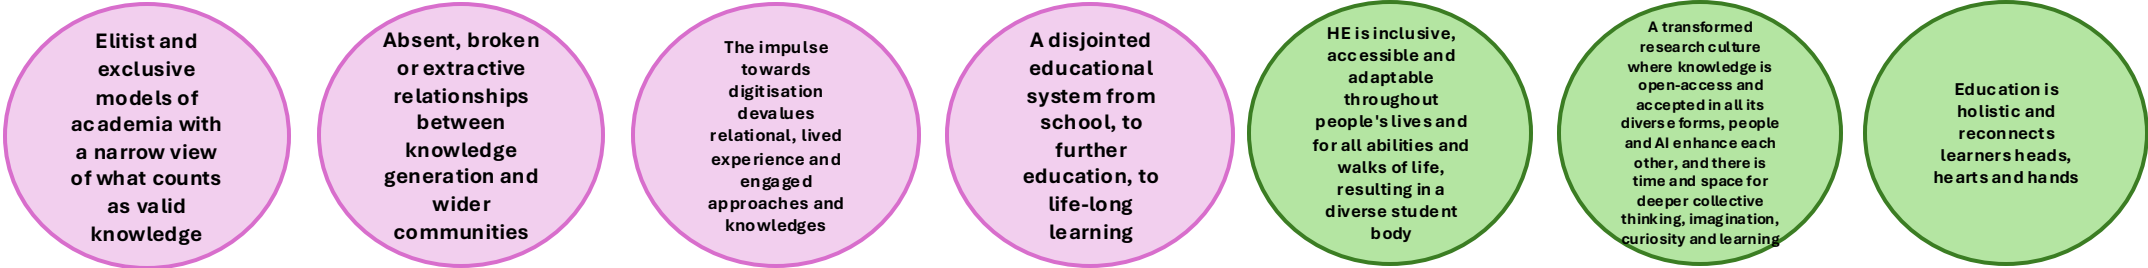 Elitist and
exclusive
models of
academia with
a narrow view
of what counts
as valid
knowledge
Absent, broken
or extractive
relationships
between
knowledge
generation and
wider
communities
The impulse
towards
digitisation
devalues
relational, lived
experience and
engaged
approaches and
knowledges
A disjointed
educational
system from
school, to
further
education, to
life-long
learning
HE is inclusive,
accessible and
adaptable
throughout
people's lives and
for all abilities and
walks of life,
resulting in a
diverse student
body
A transformed
research culture
where knowledge is
open-access and
accepted in all its
diverse forms, people
and AI enhance each
other, and there is
time and space for
deeper collective
thinking, imagination,
curiosity and learning
Education is
holistic and
reconnects
learners heads,
hearts and hands